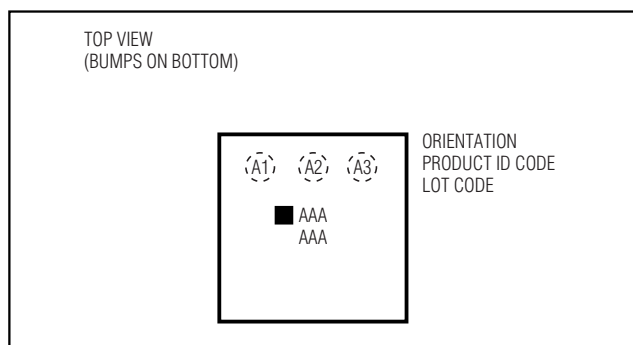 TOP VIEW
(BUMPS ON BOTTOM)
ORIENTATION
PRODUCT ID CODE
LOT CODE
A1 A2 A3
AAA
AAA